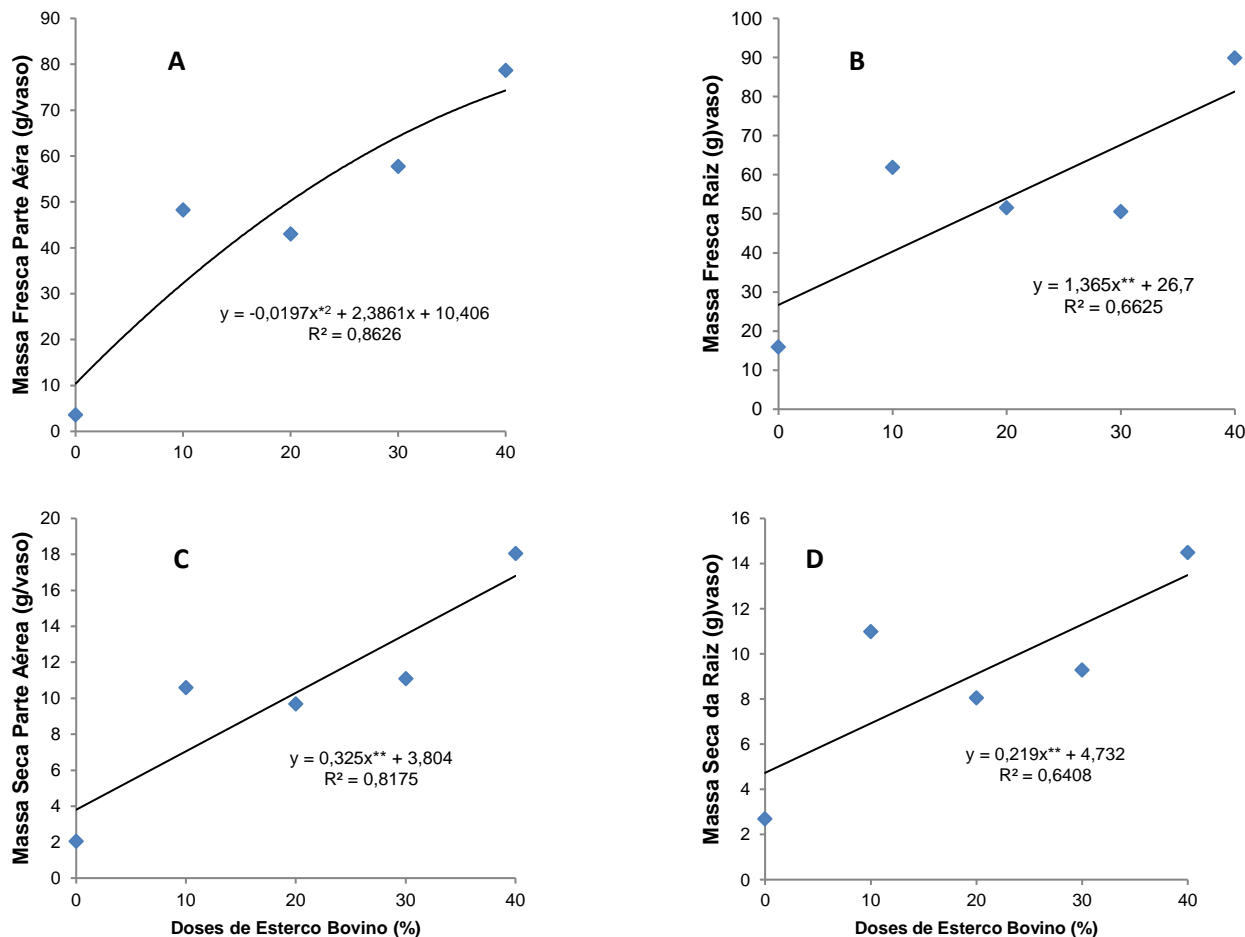 A
Massa Fresca Parte Aéra (g/vaso)
90
80
70
60
50
40
30
20
10
0
y = -0,0197x*² + 2,3861x + 10,406
R² = 0,8626
0 10 20 30 40
B
Massa Fresca Raiz (g)vaso)
100
90
80
70
60
50
40
30
20
10
0
y = 1,365x** + 26,7
R² = 0,6625
0 10 20 30 40
C
Massa Seca Parte Aérea (g/vaso)
20
18
16
14
12
10
8
6
4
2
0
y = 0,325x** + 3,804
R² = 0,8175
0 10 20 30 40
Doses de Esterco Bovino (%)
D
Massa Seca da Raiz (g)vaso)
16
14
12
10
8
6
4
2
0
y = 0,219x** + 4,732
R² = 0,6408
0 10 20 30 40
Doses de Esterco Bovino (%)